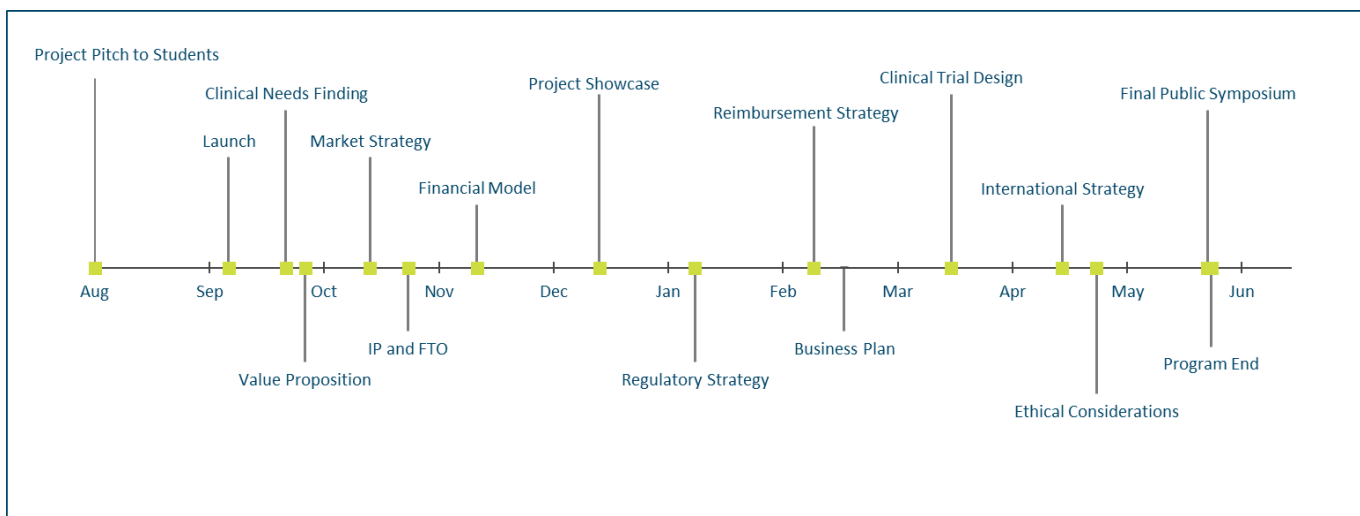 Project Pitch to Students
Clinical Needs Finding
Launch
Market Strategy
Financial Model
Project Showcase
Reimbursement Strategy
Clinical Trial Design
International Strategy
Final Public Symposium
Aug
Sep
Oct
Nov
Dec
Jan
Feb
Mar
Apr
May
Jun
Value Proposition
IP and FTO
Regulatory Strategy
Business Plan
Ethical Considerations
Program End